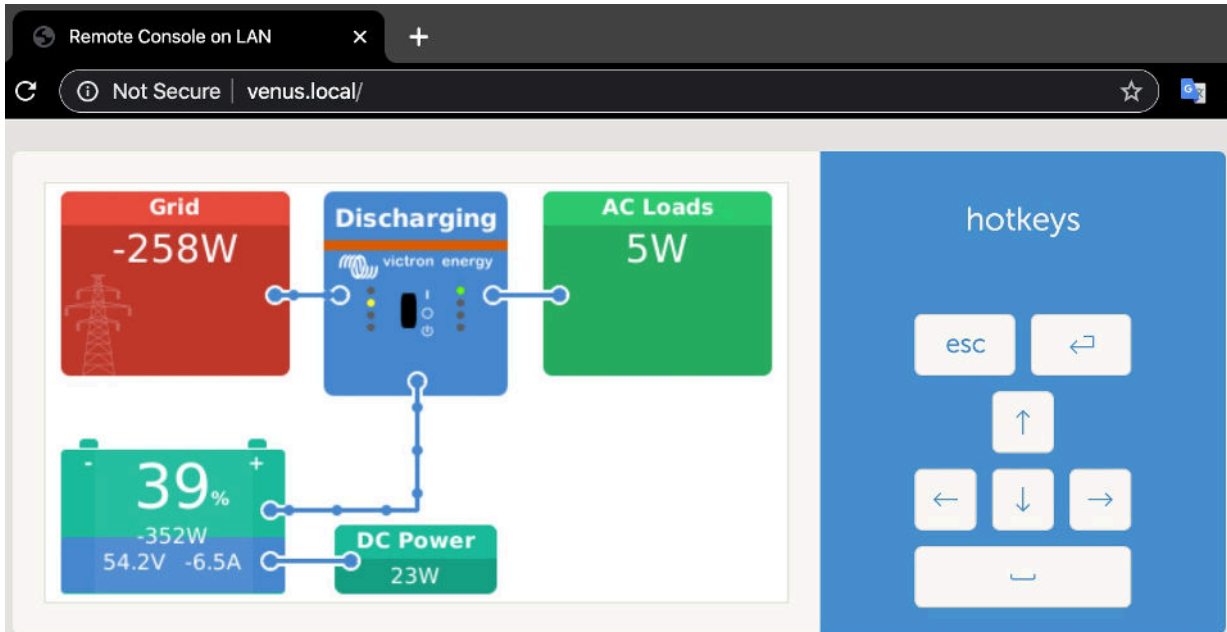 Remote Console on LAN
Not Secure | venus.local/
Grid
-258W
Discharging
victron energy
AC Loads
5W
hotkeys
esc
- 39% +
-352W
54.2V -6.5A
DC Power
23W